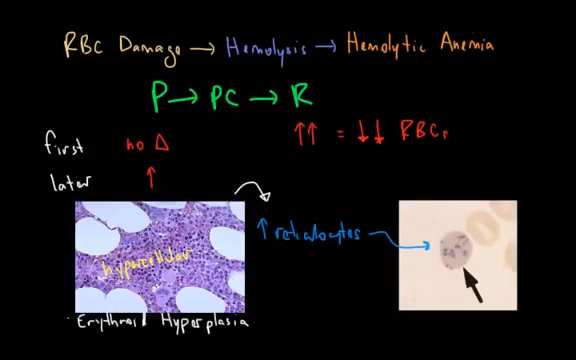 RBC Damage → Hemolysis → Hemolytic Anemia
P → PC → R
first no Δ ↑↑ = ↓↓ RBCs
later ↑
hypercellular
↑ reticulocytes
Erythroid Hyperplasia